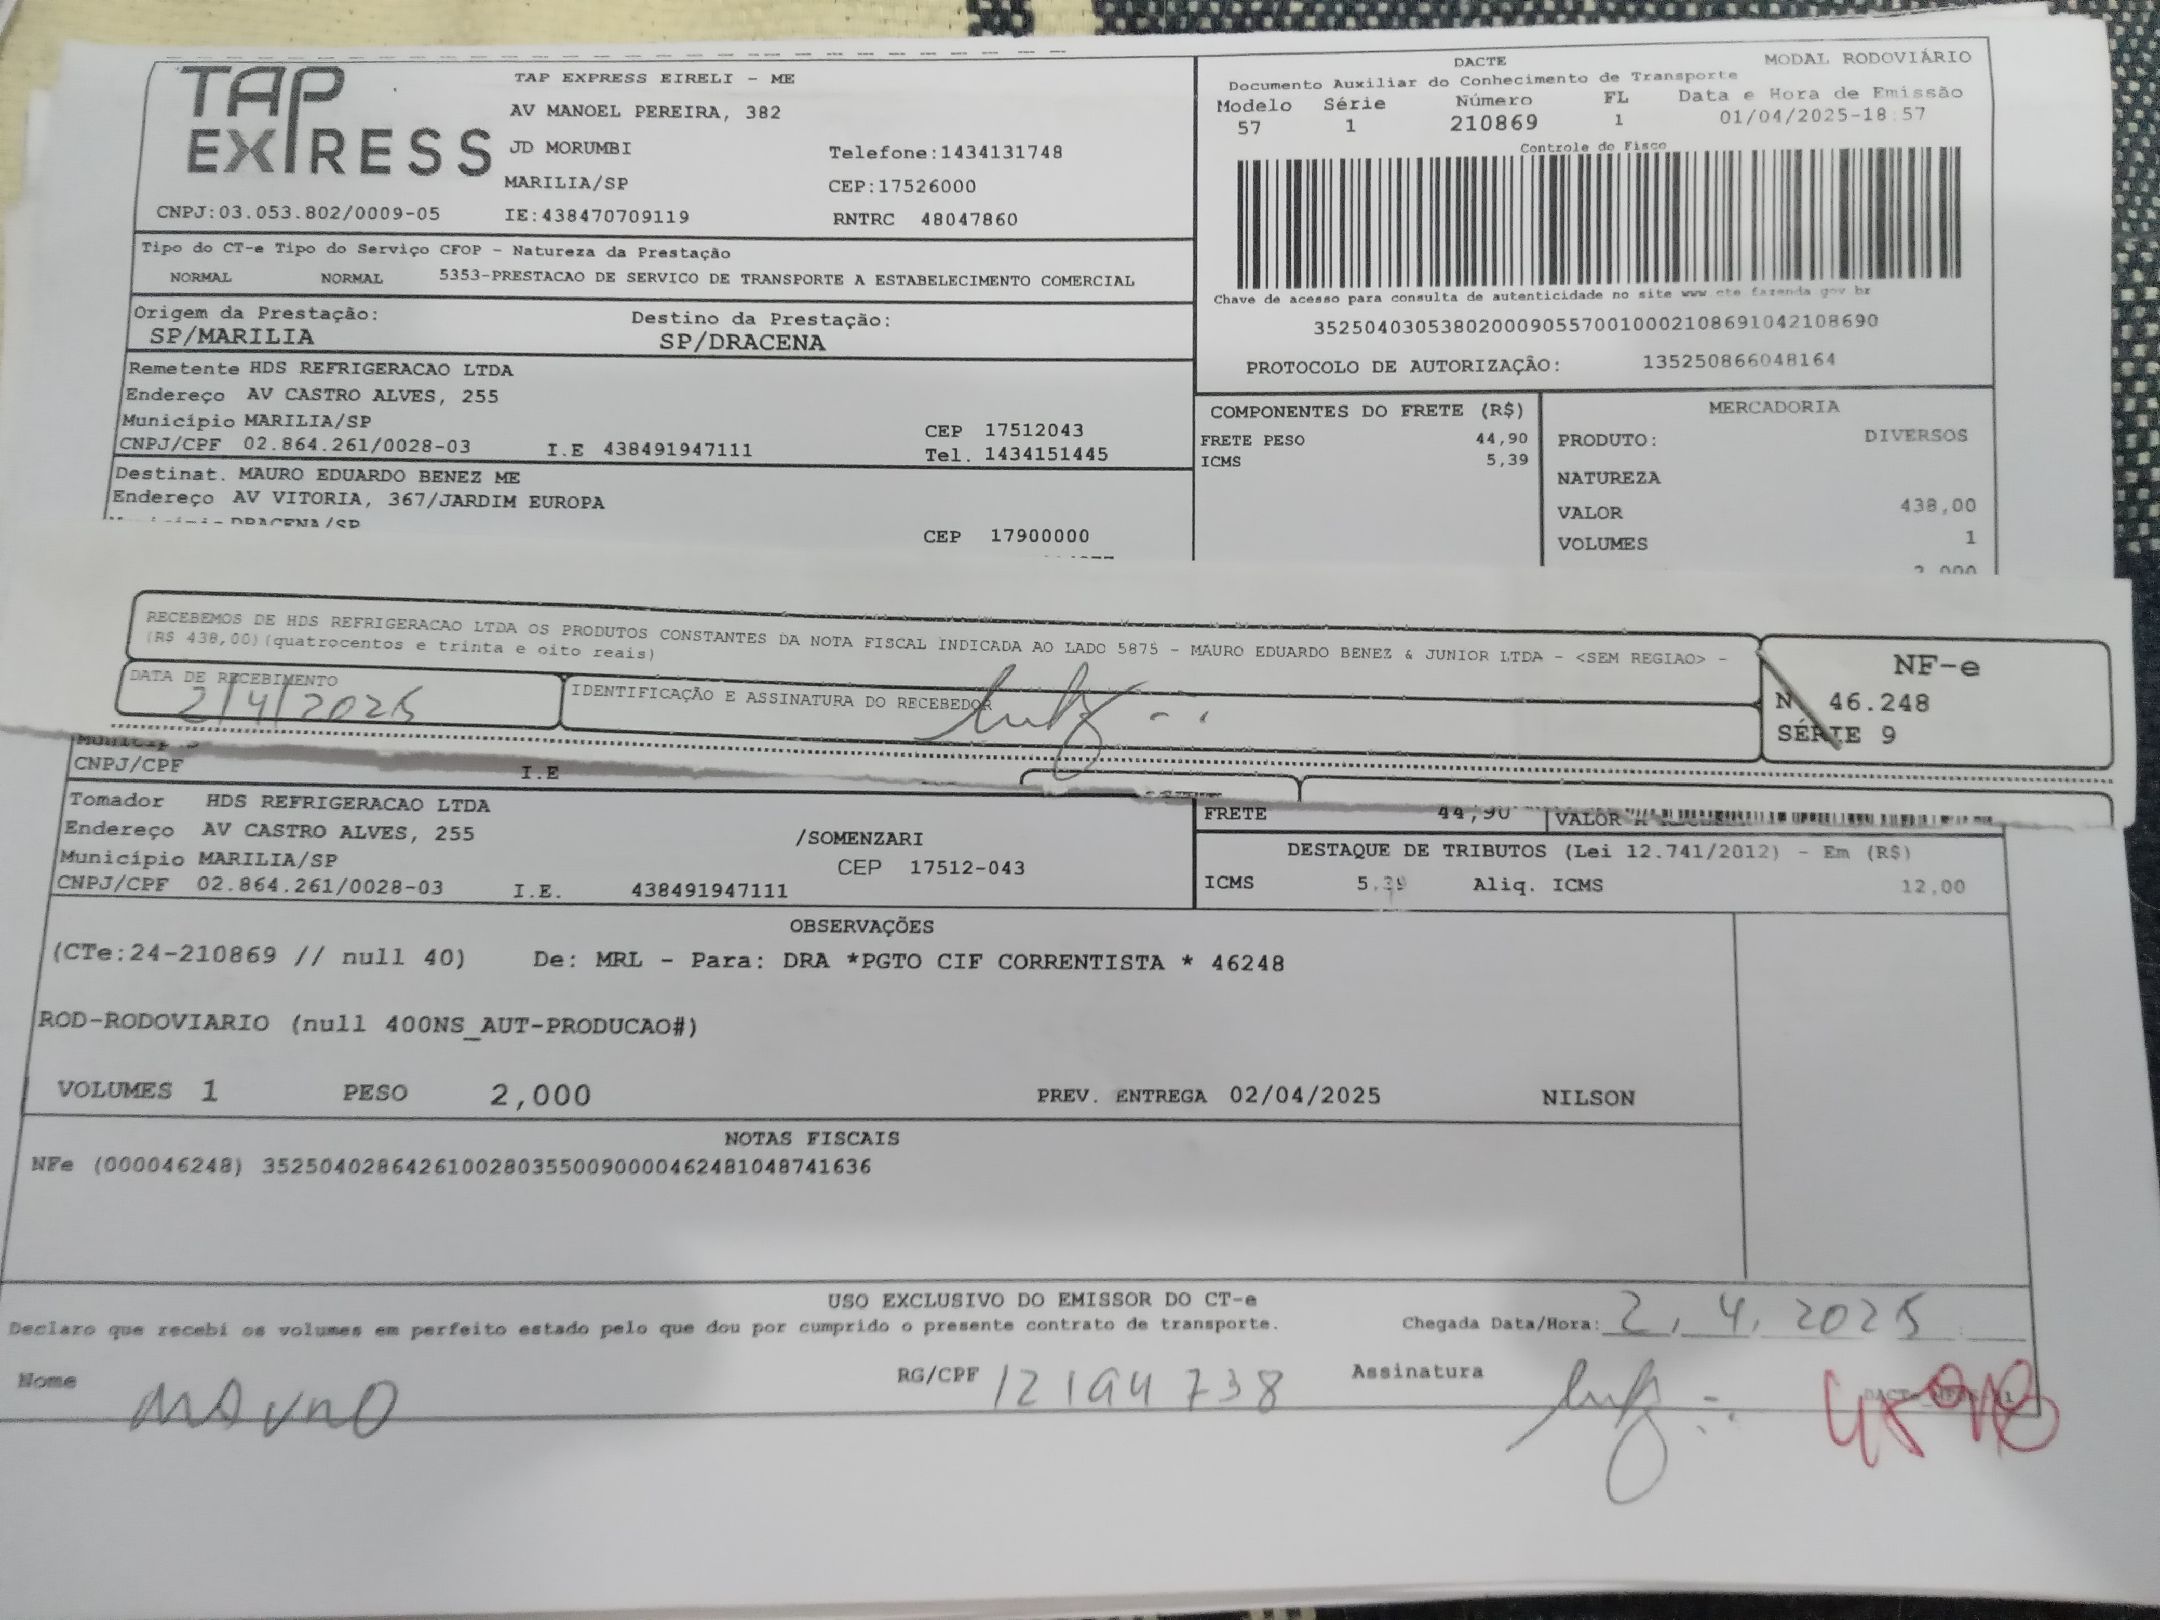 TAP EXPRESS
TAP EXPRESS EIRELI - ME
AV MANOEL PEREIRA, 382
JD MORUMBI Telefone:1434131748
MARILIA/SP CEP:17526000
CNPJ:03.053.802/0009-05 IE:438470709119 RNTRC 48047860
DACTE MODAL RODOVIÁRIO
Documento Auxiliar do Conhecimento de Transporte
Modelo Série Número FL Data e Hora de Emissão
57 1 210869 1 01/04/2025-18:57
Controle do Fisco
Chave de acesso para consulta de autenticidade no site www cte fazenda gov br
35250403053802000905570010002108691042108690
PROTOCOLO DE AUTORIZAÇÃO: 135250866048164
Tipo do CT-e Tipo do Serviço CFOP - Natureza da Prestação
NORMAL NORMAL 5353-PRESTACAO DE SERVICO DE TRANSPORTE A ESTABELECIMENTO COMERCIAL
Origem da Prestação: Destino da Prestação:
SP/MARILIA SP/DRACENA
Remetente HDS REFRIGERACAO LTDA
Endereço AV CASTRO ALVES, 255
Município MARILIA/SP CEP 17512043
CNPJ/CPF 02.864.261/0028-03 I.E 438491947111 Tel. 1434151445
Destinat. MAURO EDUARDO BENEZ ME
Endereço AV VITORIA, 367/JARDIM EUROPA
DRACENA/SP CEP 17900000
COMPONENTES DO FRETE (R$)
FRETE PESO 44,90
ICMS 5,39
MERCADORIA
PRODUTO: DIVERSOS
NATUREZA
VALOR 438,00
VOLUMES 1
2,000
RECEBEMOS DE HDS REFRIGERACAO LTDA OS PRODUTOS CONSTANTES DA NOTA FISCAL INDICADA AO LADO 5875 - MAURO EDUARDO BENEZ & JUNIOR LTDA - <SEM REGIAO> -
(R$ 438,00)(quatrocentos e trinta e oito reais)
DATA DE RECEBIMENTO IDENTIFICAÇÃO E ASSINATURA DO RECEBEDOR
2/4/2025
NF-e
N 46.248
SÉRIE 9
CNPJ/CPF I.E
Tomador HDS REFRIGERACAO LTDA
Endereço AV CASTRO ALVES, 255 /SOMENZARI
Município MARILIA/SP CEP 17512-043
CNPJ/CPF 02.864.261/0028-03 I.E. 438491947111
FRETE 44,90 VALOR
DESTAQUE DE TRIBUTOS (Lei 12.741/2012) - Em (R$)
ICMS 5,39 Aliq. ICMS 12,00
OBSERVAÇÕES
(CTe:24-210869 // null 40) De: MRL - Para: DRA *PGTO CIF CORRENTISTA * 46248
ROD-RODOVIARIO (null 400NS_AUT-PRODUCAO#)
VOLUMES 1 PESO 2,000 PREV. ENTREGA 02/04/2025 NILSON
NOTAS FISCAIS
NFe (000046248) 35250402864261002803550090000462481048741636
USO EXCLUSIVO DO EMISSOR DO CT-e
Declaro que recebi os volumes em perfeito estado pelo que dou por cumprido o presente contrato de transporte. Chegada Data/Hora: 2, 4, 2025
Nome RG/CPF 12194738 Assinatura